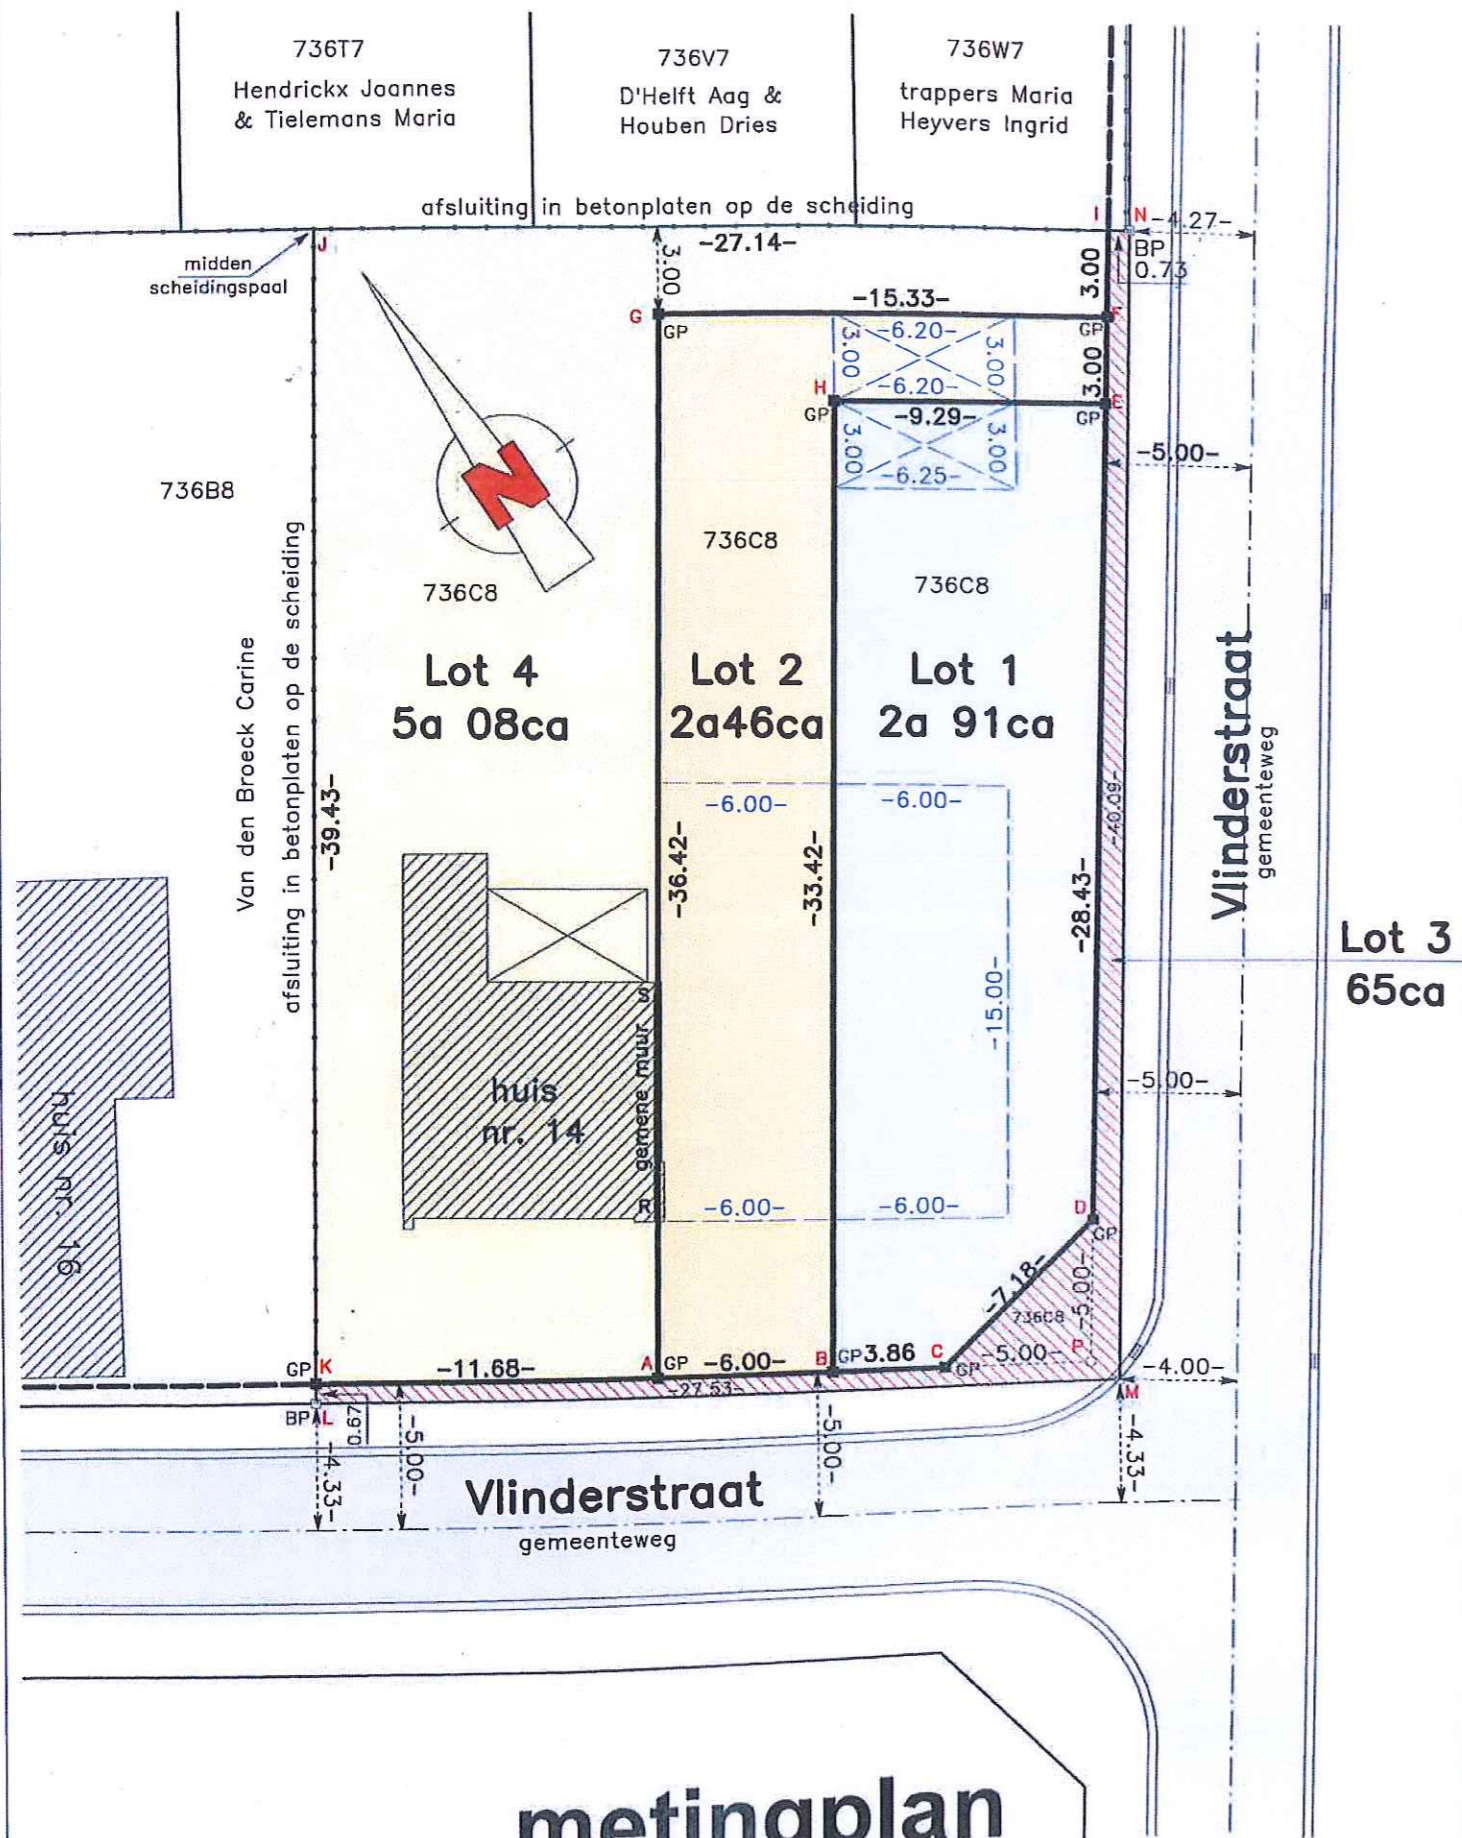 736T7
Hendrickx Joannes
& Tielemans Maria
736V7
D'Helft Aag &
Houben Dries
736W7
trappers Maria
Heyvers Ingrid
afsluiting in betonplaten op de scheiding
I
N
-4.27-
J
midden
scheidingspaal
3.00
-27.14-
3.00
BP
0.73
-15.33-
G
GP
F
GP
-6.20-
3.00
3.00
3.00
-6.20-
H
GP
E
GP
-9.29-
3.00
3.00
-6.25-
-5.00-
N
736B8
736C8
736C8
736C8
Lot 4
5a 08ca
Lot 2
2a46ca
Lot 1
2a 91ca
Van den Broeck Carine
afsluiting in betonplaten op de scheiding
-39.43-
-6.00-
-6.00-
-36.42-
-33.42-
-28.43-
-40.09-
Vlinderstraat
gemeenteweg
Lot 3
65ca
-15.00-
S
gemene muur
R
huis
nr. 14
huis nr. 16
-5.00-
-6.00-
-6.00-
D
GP
-7.18-
-5.00-
736C8
P
GP
K
-11.68-
A
GP
-6.00-
B
GP
3.86
C
GP
-5.00-
-4.00-
-27.53-
M
BP
L
0.67
-4.33-
-5.00-
-5.00-
-4.33-
Vlinderstraat
gemeenteweg
metingplan